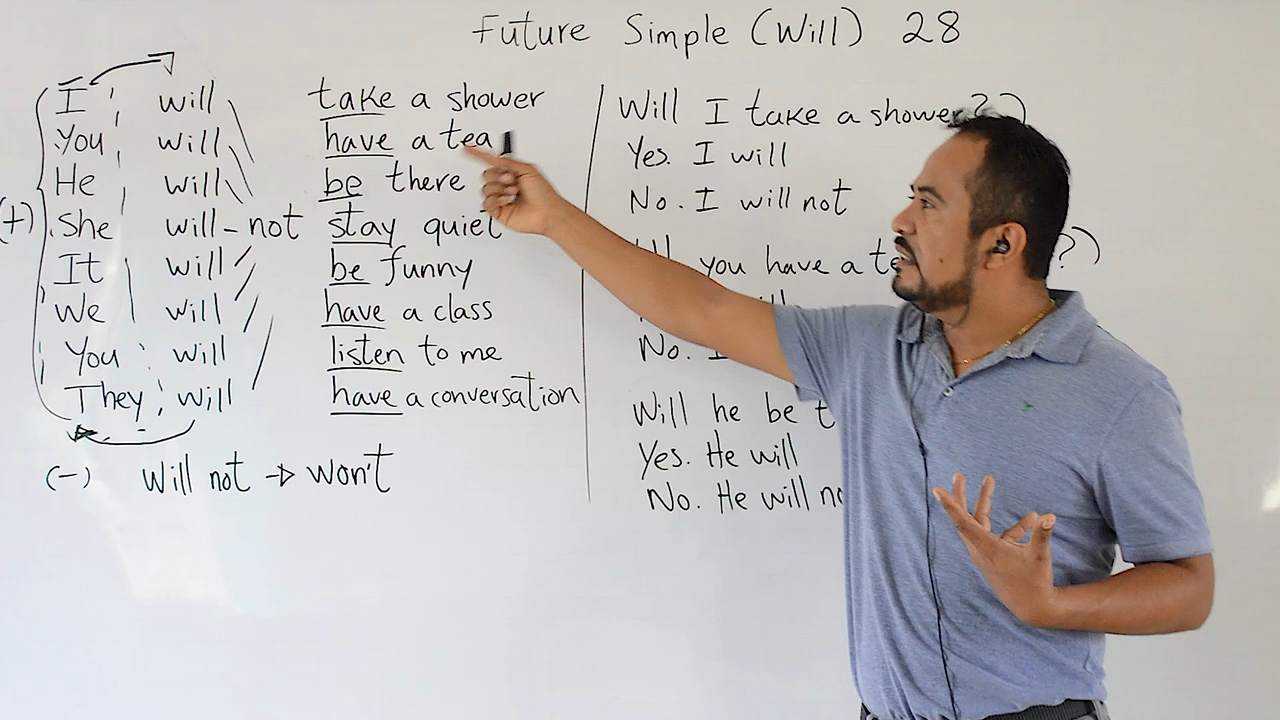 Future Simple (Will) 28
I will take a shower
You will have a tea
He will be there
(+) She will - not stay quiet
It will be funny
We will have a class
You will listen to me
They will have a conversation
(-) Will not → won't
Will I take a shower?
Yes. I will
No. I will not
you have a ?
No. I
Will he be
Yes. He will
No. He will